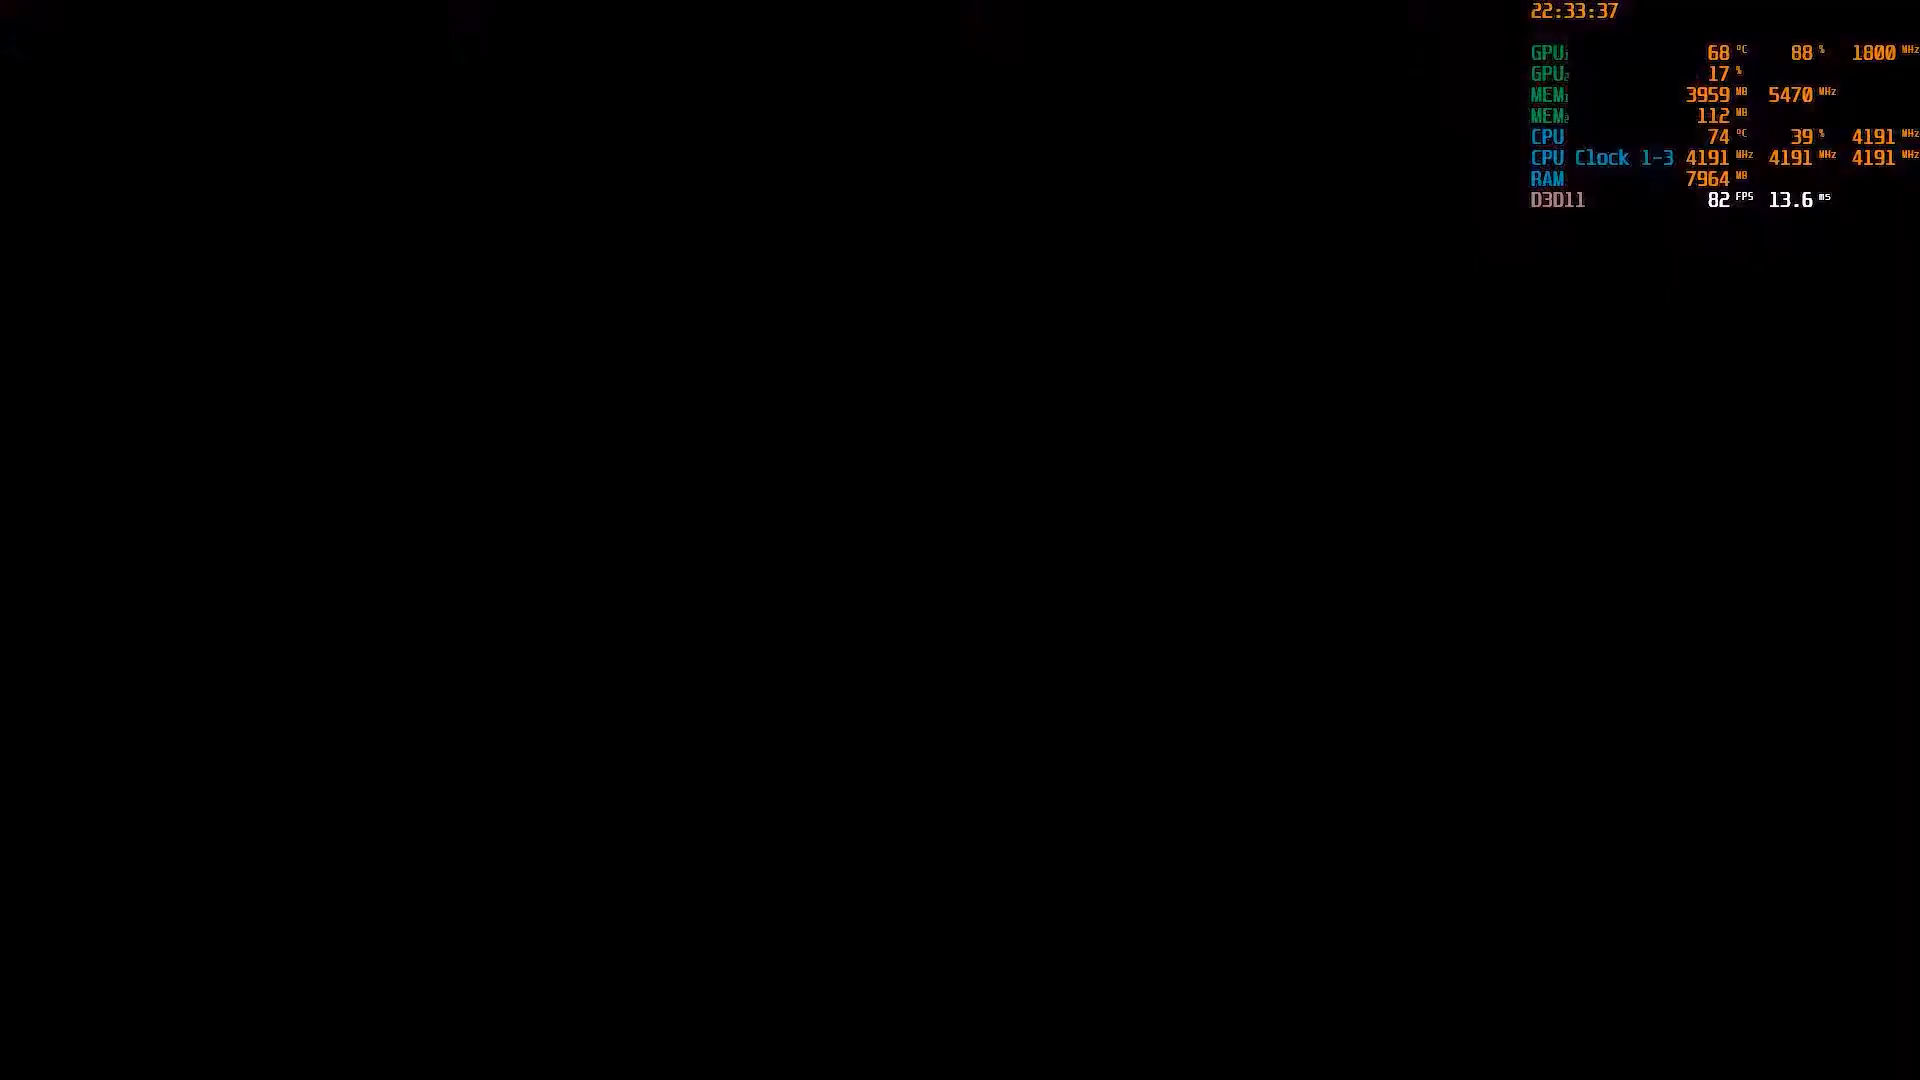 22:33:37
GPU₁ 68 °C 88 % 1800 MHz
GPU₂ 17 %
MEM₁ 3959 MB 5470 MHz
MEM₂ 112 MB
CPU 74 °C 39 % 4191 MHz
CPU Clock 1-3 4191 MHz 4191 MHz 4191 MHz
RAM 7964 MB
D3D11 82 FPS 13.6 ms